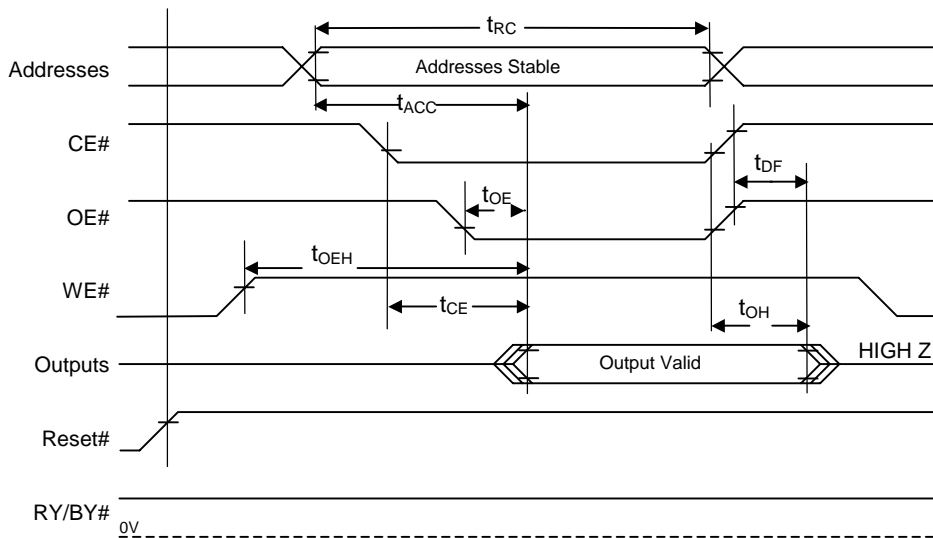 tRC
Addresses
Addresses Stable
tACC
CE#
tDF
OE#
tOE
tOEH
WE#
tCE
tOH
Outputs
Output Valid
HIGH Z
Reset#
RY/BY#
0V